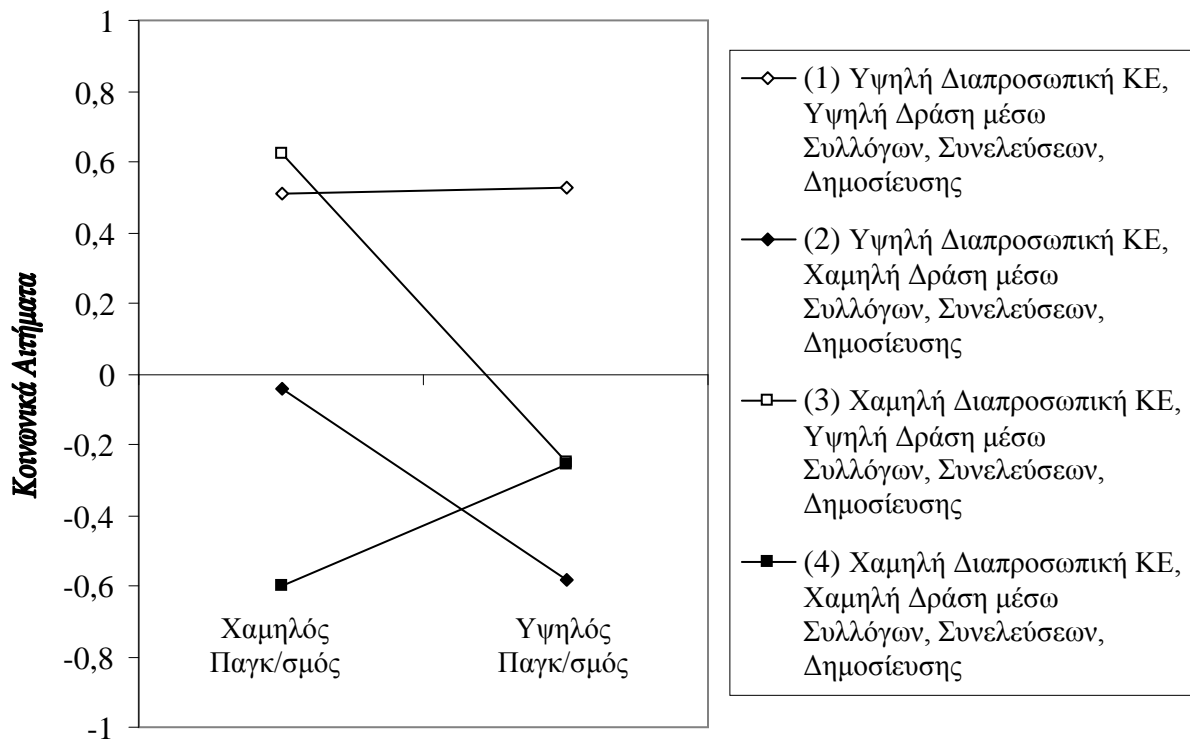 1
0,8
0,6
0,4
0,2
0
-0,2
-0,4
-0,6
-0,8
-1
Κοινωνικά Αιτήματα
Χαμηλός
Παγκ/σμός
Υψηλός
Παγκ/σμός
(1) Υψηλή Διαπροσωπική ΚΕ,
Υψηλή Δράση μέσω
Συλλόγων, Συνελεύσεων,
Δημοσίευσης
(2) Υψηλή Διαπροσωπική ΚΕ,
Χαμηλή Δράση μέσω
Συλλόγων, Συνελεύσεων,
Δημοσίευσης
(3) Χαμηλή Διαπροσωπική ΚΕ,
Υψηλή Δράση μέσω
Συλλόγων, Συνελεύσεων,
Δημοσίευσης
(4) Χαμηλή Διαπροσωπική ΚΕ,
Χαμηλή Δράση μέσω
Συλλόγων, Συνελεύσεων,
Δημοσίευσης